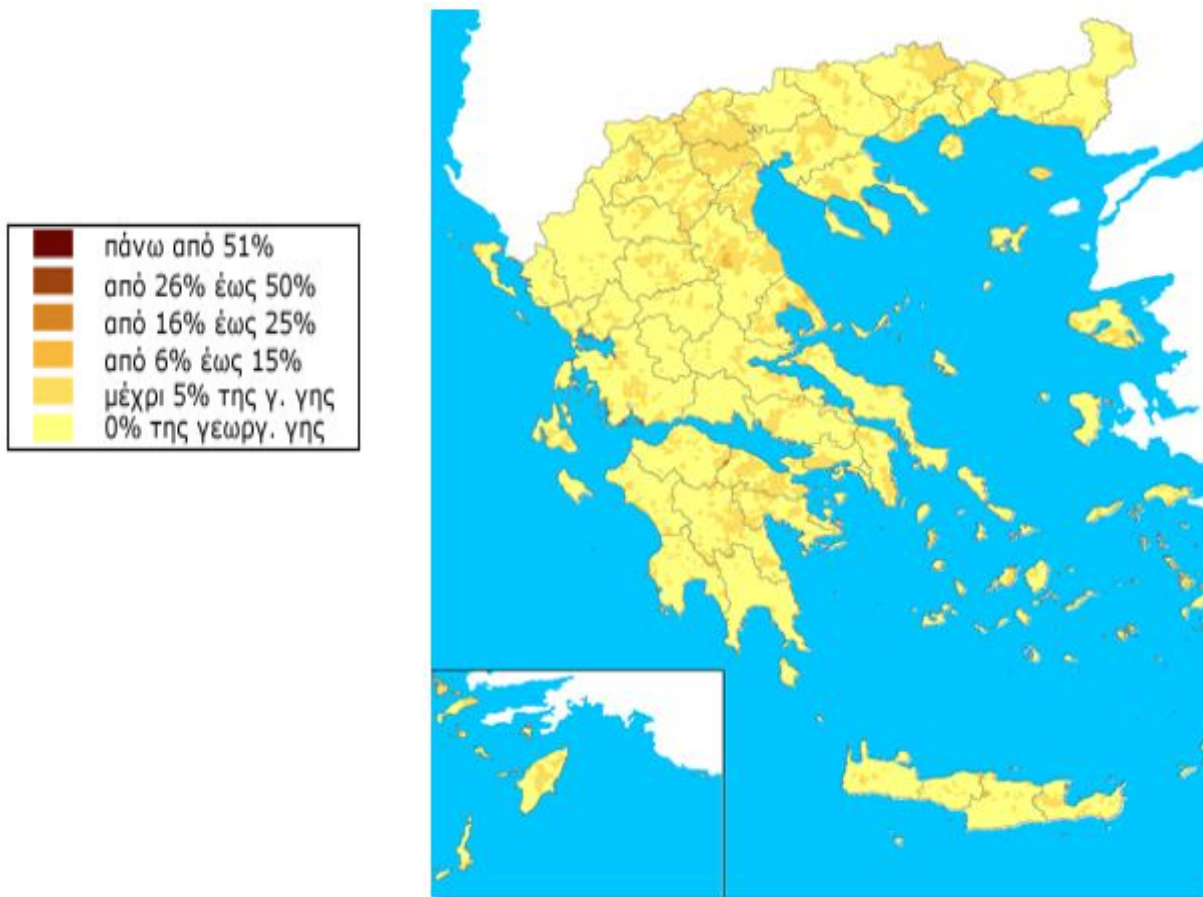 πάνω από 51%
από 26% έως 50%
από 16% έως 25%
από 6% έως 15%
μέχρι 5% της γ. γης
0% της γεωργ. γης